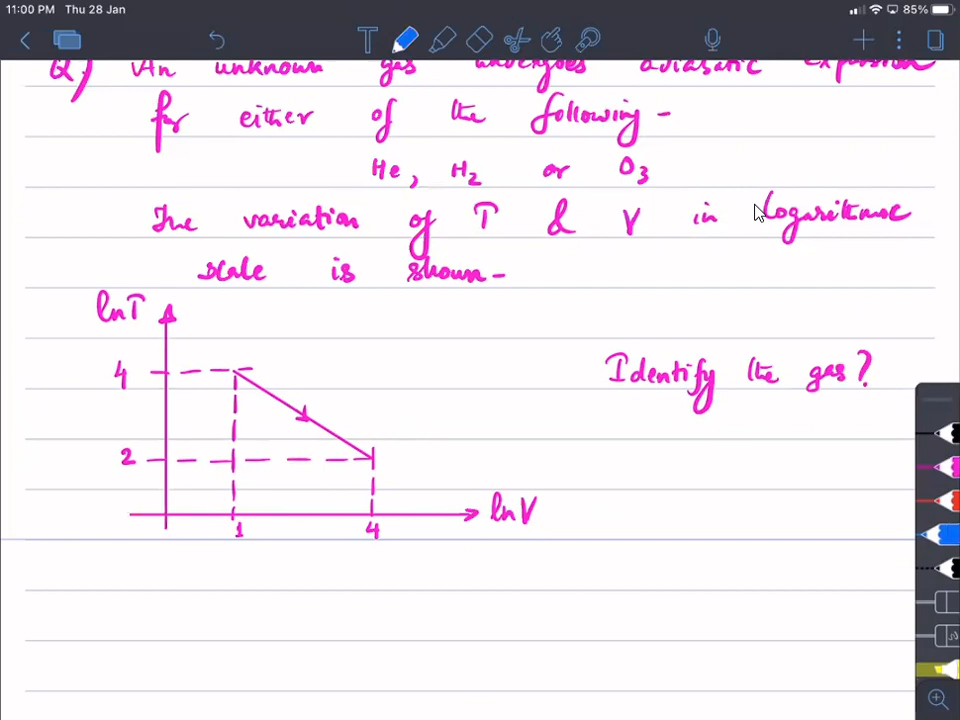 11:00 PM Thu 28 Jan
85%
Q) An unknown gas undergoes adiabatic expansion
for either of the following -
He, H2 or O3
The variation of T & V in logarithmic
scale is shown -
lnT
4
Identify the gas?
2
lnV
1 4